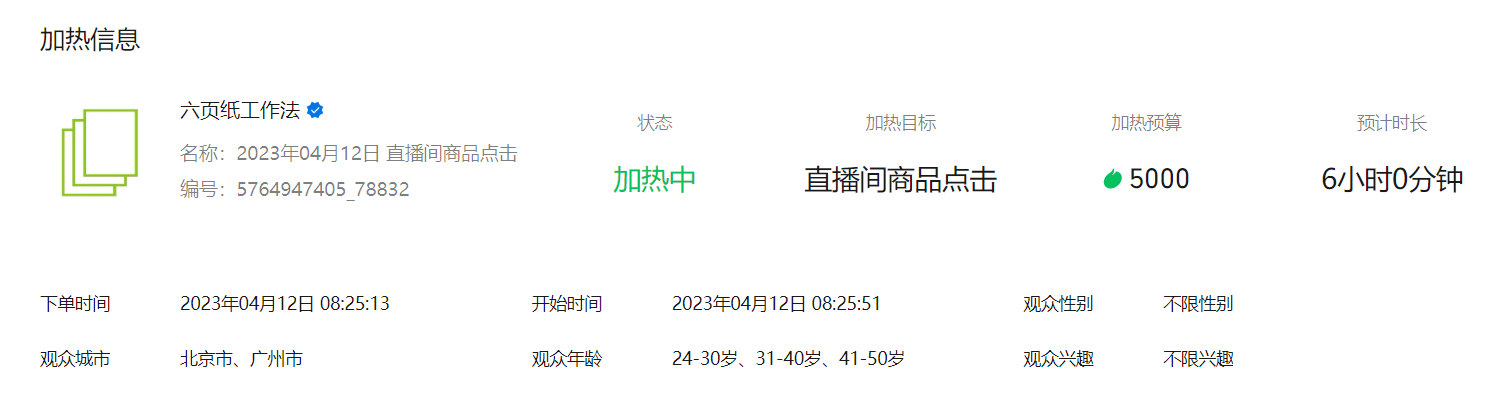 加热信息
六页纸工作法
名称：2023年04月12日 直播间商品点击
编号：5764947405_78832
状态
加热中
加热目标
直播间商品点击
加热预算
5000
预计时长
6小时0分钟
下单时间 2023年04月12日 08:25:13 开始时间 2023年04月12日 08:25:51 观众性别 不限性别
观众城市 北京市、广州市 观众年龄 24-30岁、31-40岁、41-50岁 观众兴趣 不限兴趣